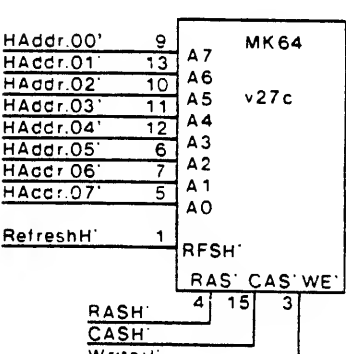 HAddr.00' 9 A7 MK64
HAddr.01' 13 A6
HAddr.02' 10 A5 v27c
HAddr.03' 11 A4
HAddr.04' 12 A3
HAddr.05' 6 A2
HAddr.06' 7 A1
HAddr.07' 5 A0
RefreshH' 1 RFSH'
RAS' CAS' WE'
4 15 3
RASH'
CASH'